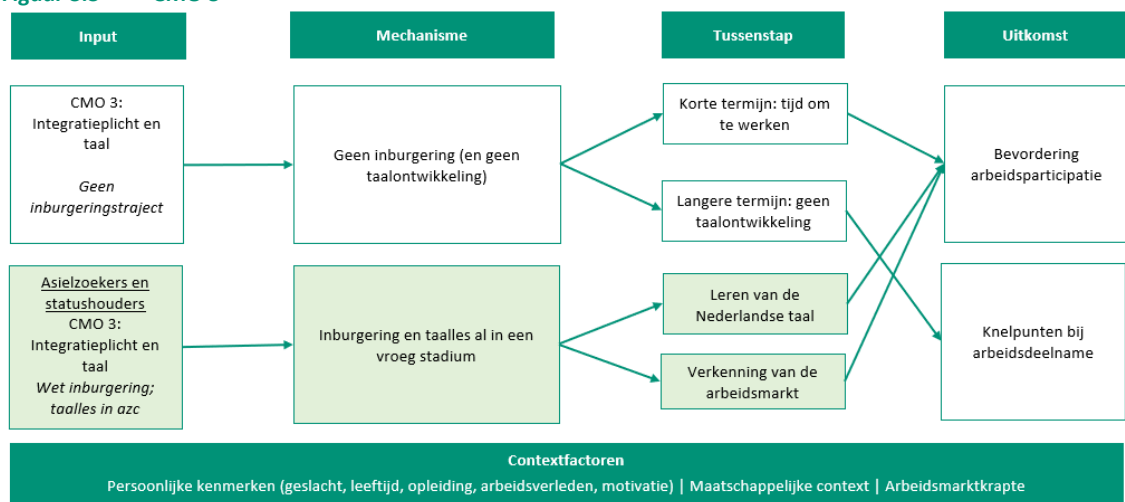 Input
Mechanisme
Tussenstap
Uitkomst
CMO 3:
Integratieplicht en
taal
Geen
inburgeringstraject
Geen inburgering (en geen
taalontwikkeling)
Korte termijn: tijd om
te werken
Langere termijn: geen
taalontwikkeling
Bevordering
arbeidsparticipatie
Asielzoekers en
statushouders
CMO 3:
Integratieplicht en
taal
Wet inburgering;
taalles in azc
Inburgering en taalles al in een
vroeg stadium
Leren van de
Nederlandse taal
Verkenning van de
arbeidsmarkt
Knelpunten bij
arbeidsdeelname
Contextfactoren
Persoonlijke kenmerken (geslacht, leeftijd, opleiding, arbeidsverleden, motivatie) | Maatschappelijke context | Arbeidsmarktkrapte